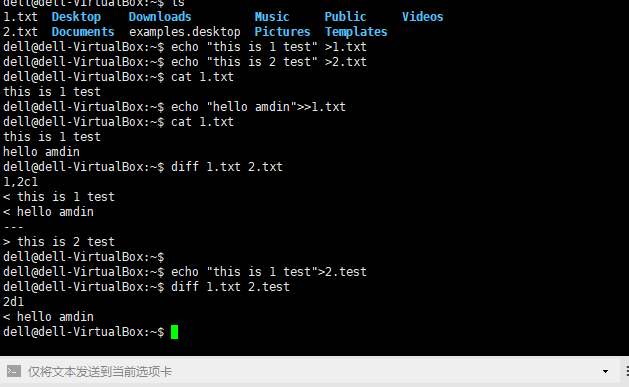 dell@dell-VirtualBox:~$ ls
1.txt  Desktop    Downloads         Music     Public     Videos
2.txt  Documents  examples.desktop  Pictures  Templates
dell@dell-VirtualBox:~$ echo "this is 1 test" >1.txt
dell@dell-VirtualBox:~$ echo "this is 2 test" >2.txt
dell@dell-VirtualBox:~$ cat 1.txt
this is 1 test
dell@dell-VirtualBox:~$ echo "hello amdin">>1.txt
dell@dell-VirtualBox:~$ cat 1.txt
this is 1 test
hello amdin
dell@dell-VirtualBox:~$ diff 1.txt 2.txt
1,2c1
< this is 1 test
< hello amdin
---
> this is 2 test
dell@dell-VirtualBox:~$
dell@dell-VirtualBox:~$ echo "this is 1 test">2.test
dell@dell-VirtualBox:~$ diff 1.txt 2.test
2d1
< hello amdin
dell@dell-VirtualBox:~$
仅将文本发送到当前选项卡